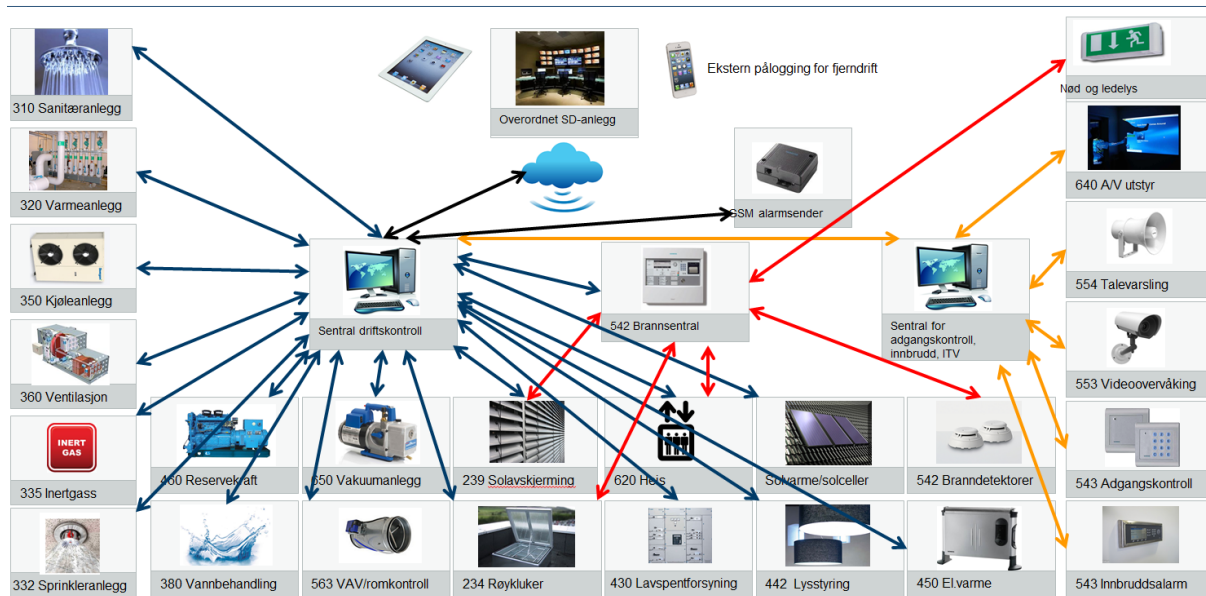 310 Sanitæranlegg
Overordnet SD-anlegg
Ekstern pålogging for fjerndrift
Nød og ledelys
320 Varmeanlegg
GSM alarmsender
640 A/V utstyr
350 Kjøleanlegg
Sentral driftskontroll
542 Brannsentral
Sentral for
adgangskontroll,
innbrudd, ITV
554 Talevarsling
360 Ventilasjon
553 Videoovervåking
INERT
GAS
335 Inertgass
460 Reservekraft
650 Vakuumanlegg
239 Solavskjerming
620 Heis
Solvarme/solceller
542 Branndetektorer
543 Adgangskontroll
332 Sprinkleranlegg
380 Vannbehandling
563 VAV/romkontroll
234 Røykluker
430 Lavspentforsyning
442 Lysstyring
450 El.varme
543 Innbruddsalarm